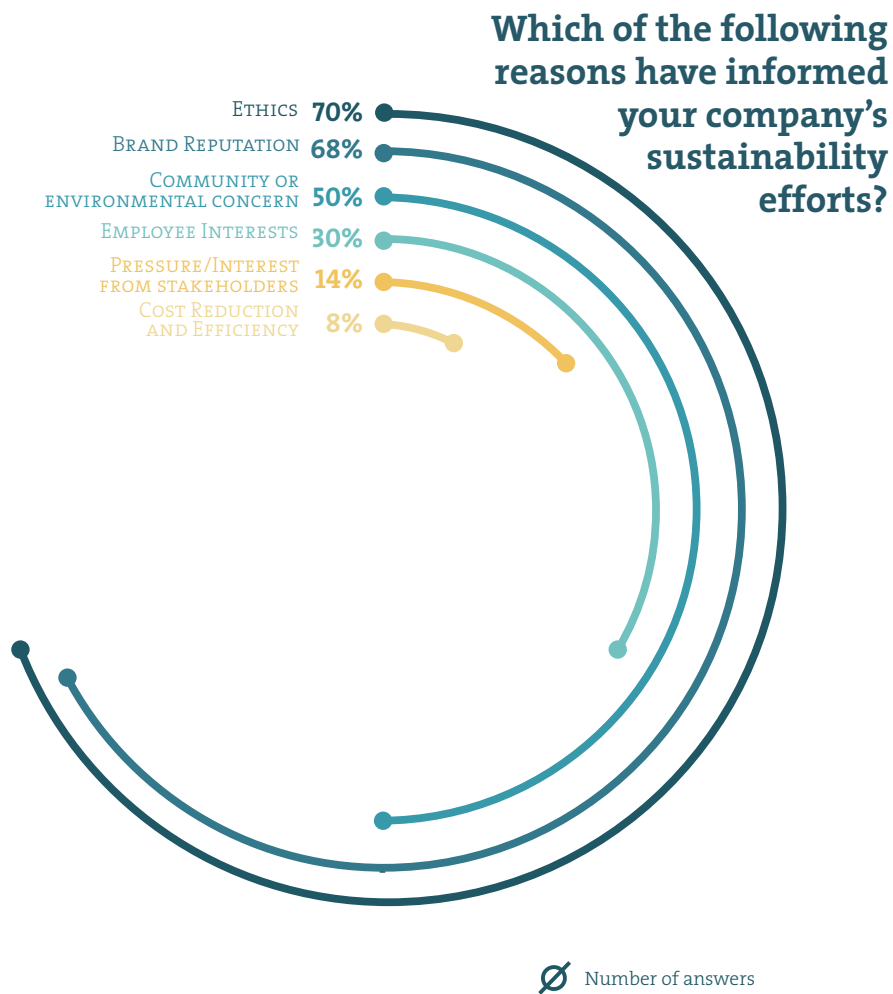 Which of the following
reasons have informed
your company's
sustainability
efforts?
Ethics 70%
Brand Reputation 68%
Community or
environmental concern 50%
Employee Interests 30%
Pressure/Interest
from stakeholders 14%
Cost Reduction
and Efficiency 8%
Ø Number of answers